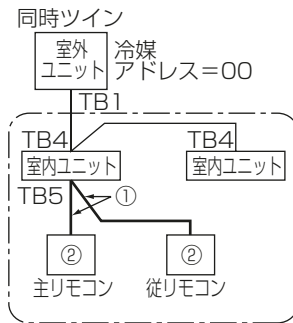 同時ツイン
室外
ユニット
冷媒
アドレス=00
TB1
TB4
TB4
室内ユニット
室内ユニット
TB5
①
②
②
主リモコン
従リモコン